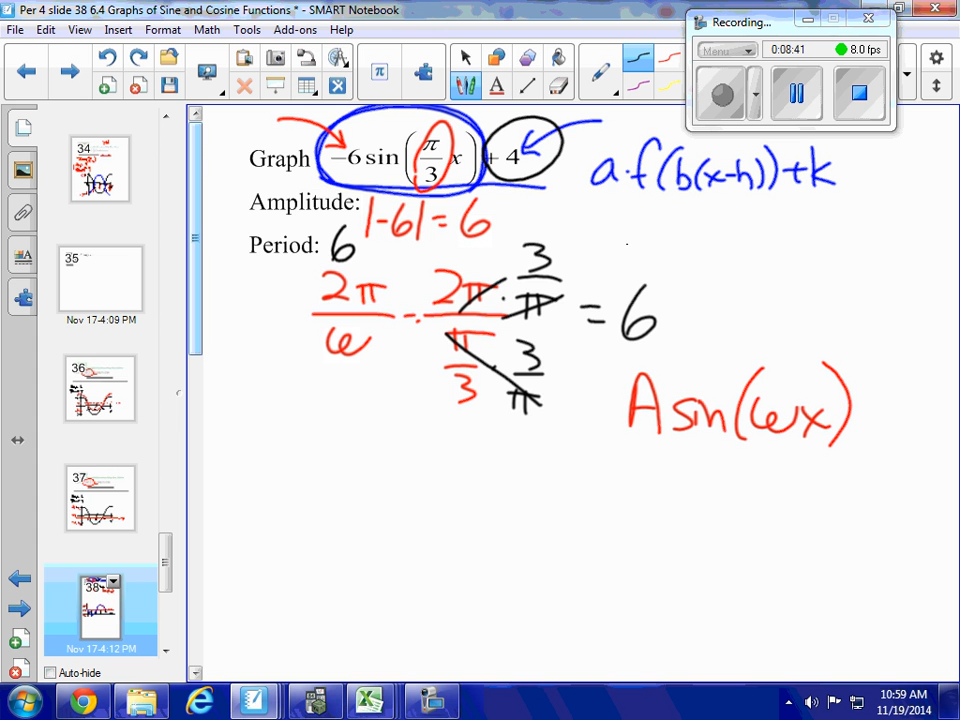 Per 4 slide 38 6.4 Graphs of Sine and Cosine Functions * - SMART Notebook
File Edit View Insert Format Math Tools Add-ons Help
Recording...
Menu
0:08:41
8.0 fps
Graph −6 sin (π/3 x) + 4
a·f(b(x-h))+k
Amplitude: |-6| = 6
Period: 6
2π/ω = 2π/(π/3) · (3/π)/(3/π) = 6
A sin(ωx)
34
35
Nov 17-4:09 PM
36
37
38
Nov 17-4:12 PM
Auto-hide
10:59 AM
11/19/2014